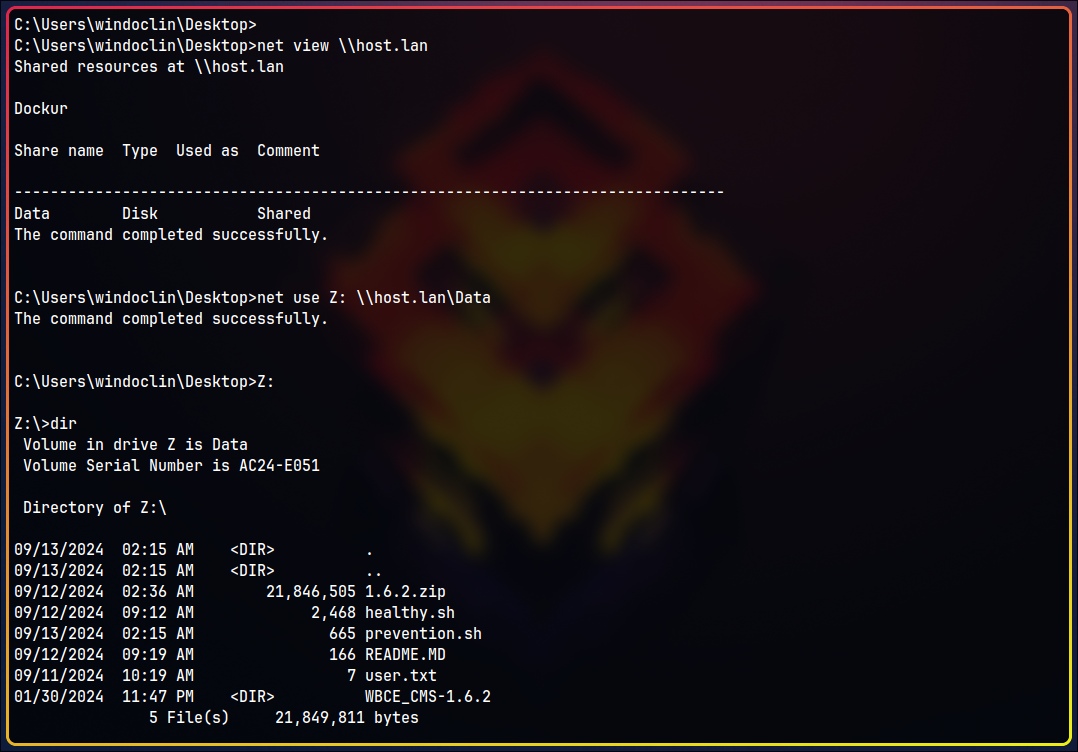 C:\Users\windoclin\Desktop>
C:\Users\windoclin\Desktop>net view \\host.lan
Shared resources at \\host.lan
Dockur
Share name  Type  Used as  Comment
-------------------------------------------------------------------------------
Data        Disk           Shared
The command completed successfully.
C:\Users\windoclin\Desktop>net use Z: \\host.lan\Data
The command completed successfully.
C:\Users\windoclin\Desktop>Z:
Z:\>dir
 Volume in drive Z is Data
 Volume Serial Number is AC24-E051
 Directory of Z:\
09/13/2024  02:15 AM    <DIR>          .
09/13/2024  02:15 AM    <DIR>          ..
09/12/2024  02:36 AM        21,846,505 1.6.2.zip
09/12/2024  09:12 AM             2,468 healthy.sh
09/13/2024  02:15 AM               665 prevention.sh
09/12/2024  09:19 AM               166 README.MD
09/11/2024  10:19 AM                 7 user.txt
01/30/2024  11:47 PM    <DIR>          WBCE_CMS-1.6.2
               5 File(s)     21,849,811 bytes